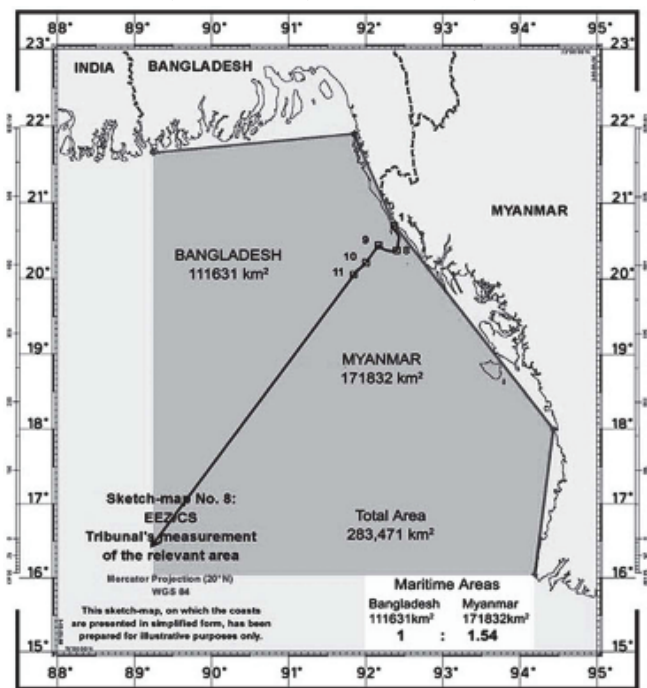 88° 89° 90° 91° 92° 93° 94° 95°
23° 23°
INDIA BANGLADESH
22° 22°
21° 21°
MYANMAR
1
9
8
BANGLADESH
111631 km²
10
20° 20°
11
MYANMAR
171832 km²
19° 19°
18° 18°
17° 17°
Sketch-map No. 8:
EEZ/CS
Tribunal's measurement
of the relevant area
Total Area
283,471 km²
16° 16°
Mercator Projection (20°N)
WGS 84
This sketch-map, on which the coasts
are presented in simplified form, has been
prepared for illustrative purposes only.
Maritime Areas
Bangladesh Myanmar
111631km² 171832km²
1 : 1.54
15° 15°
88° 89° 90° 91° 92° 93° 94° 95°